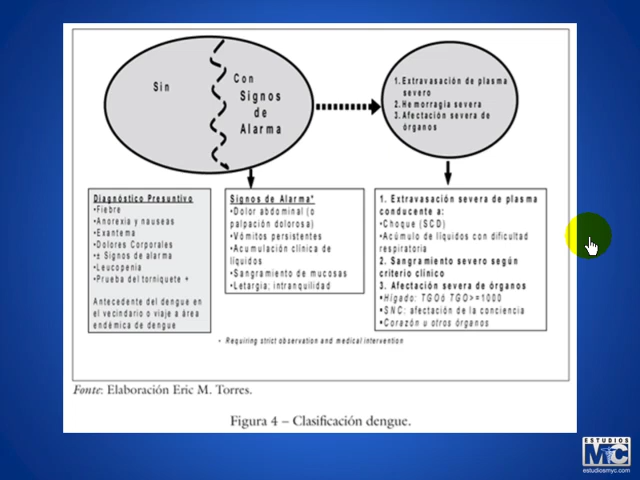 Sin
Con
Signos
de
Alarma
1.Extravasación de plasma
severo
2.Hemorragia severa
3.Afectación severa de
órganos
Diagnóstico Presuntivo
•Fiebre
•Anorexia y nauseas
•Exantema
•Dolores Corporales
•± Signos de alarma
•Leucopenia
•Prueba del torniquete +
Antecedente del dengue en
el vecindario o viaje a área
endémica de dengue
Signos de Alarma*
•Dolor abdominal (o
palpación dolorosa)
•Vómitos persistentes
•Acumulación clínica de
líquidos
•Sangramiento de mucosas
•Letargia; intranquilidad
1. Extravasación severa de plasma
conducente a:
•Choque (SCD)
•Acúmulo de líquidos con dificultad
respiratoria
2. Sangramiento severo según
criterio clínico
3. Afectación severa de órganos
•Hígado: TGOó TGO>=1000
•SNC: afectación de la conciencia
•Corazón u otros órganos
* Requiring strict observation and medical intervention
Fonte: Elaboración Eric M. Torres.
Figura 4 – Clasificación dengue.
ESTUDIOS
MyC
estudiosmyc.com